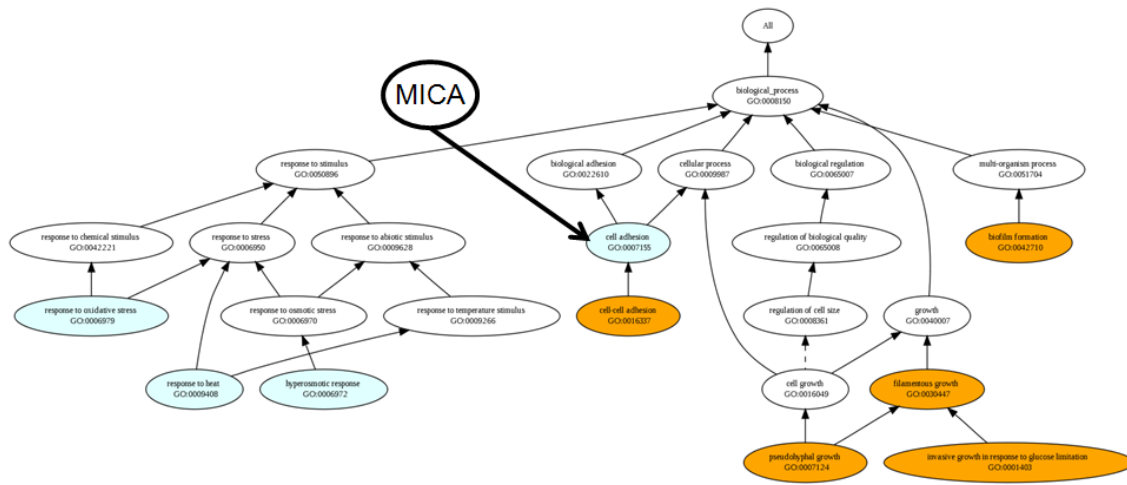 All
MICA
biological_process
GO:0008150
response to stimulus
GO:0050896
biological adhesion
GO:0022610
cellular process
GO:0009987
biological regulation
GO:0065007
multi-organism process
GO:0051704
response to chemical stimulus
GO:0042221
response to stress
GO:0006950
response to abiotic stimulus
GO:0009628
cell adhesion
GO:0007155
regulation of biological quality
GO:0065008
biofilm formation
GO:0042710
response to oxidative stress
GO:0006979
response to osmotic stress
GO:0006970
response to temperature stimulus
GO:0009266
cell-cell adhesion
GO:0016337
regulation of cell size
GO:0008361
growth
GO:0040007
response to heat
GO:0009408
hyperosmotic response
GO:0006972
cell growth
GO:0016049
filamentous growth
GO:0030447
pseudohyphal growth
GO:0007124
invasive growth in response to glucose limitation
GO:0001403